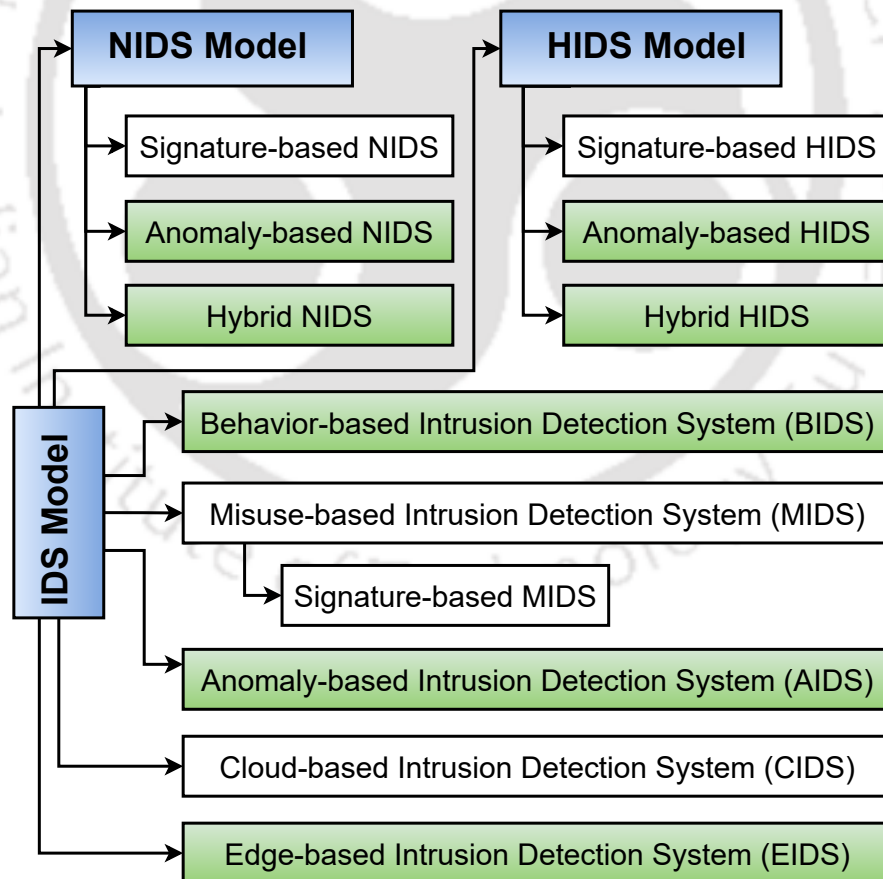 NIDS Model
HIDS Model
Signature-based NIDS
Signature-based HIDS
Anomaly-based NIDS
Anomaly-based HIDS
Hybrid NIDS
Hybrid HIDS
IDS Model
Behavior-based Intrusion Detection System (BIDS)
Misuse-based Intrusion Detection System (MIDS)
Signature-based MIDS
Anomaly-based Intrusion Detection System (AIDS)
Cloud-based Intrusion Detection System (CIDS)
Edge-based Intrusion Detection System (EIDS)